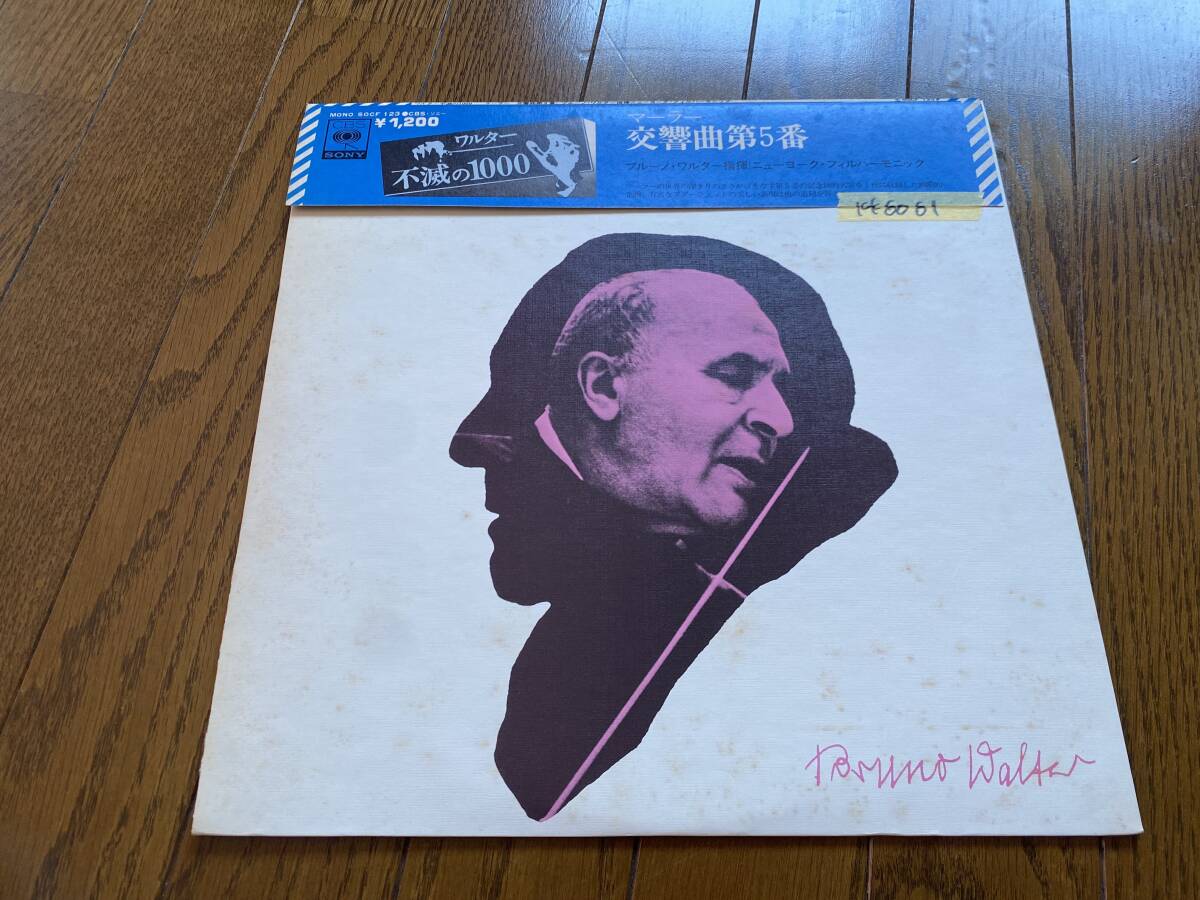 MONO SOCF 123 ●CBS・ソニー
¥1,200
CBS
SONY
ワルター
不滅の1000
マーラー
交響曲第5番
ブルーノ・ワルター指揮/ニューヨーク・フィルハーモニック
Bruno Walter